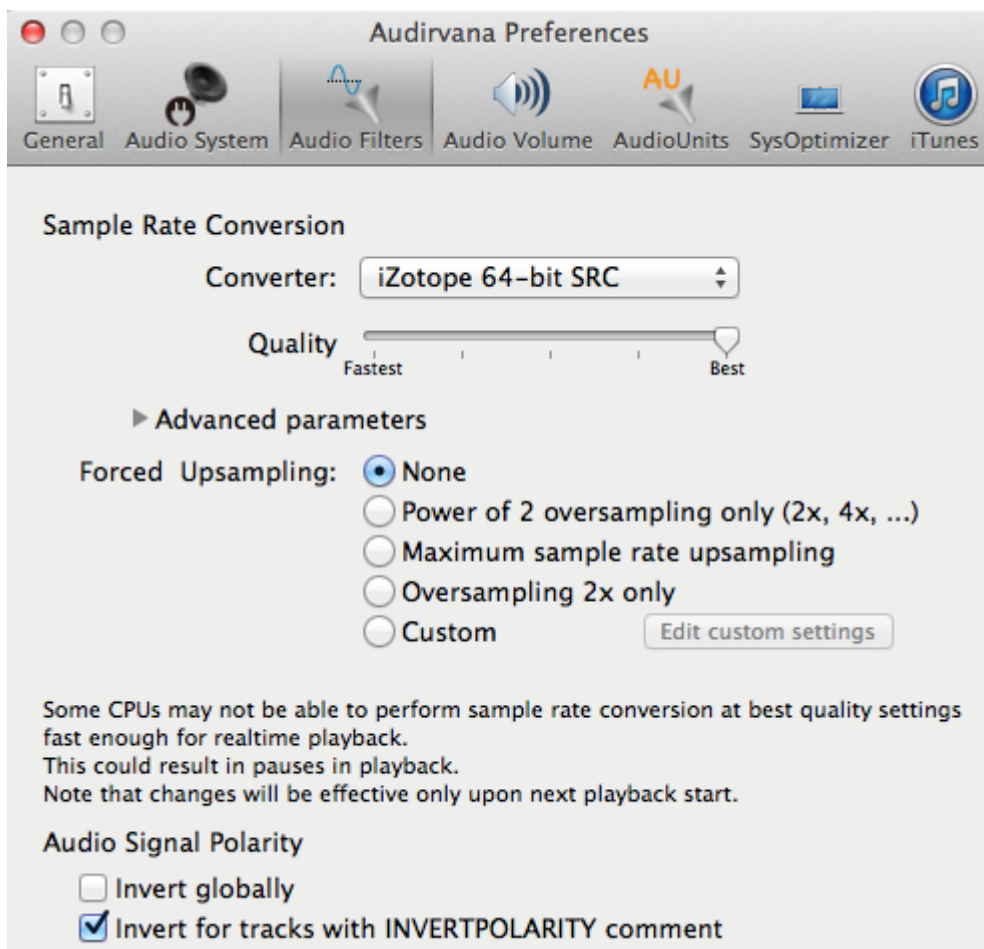 Audirvana Preferences
AU
General Audio System Audio Filters Audio Volume AudioUnits SysOptimizer iTunes
Sample Rate Conversion
Converter: iZotope 64-bit SRC
Quality
Fastest Best
Advanced parameters
Forced Upsampling: None
Power of 2 oversampling only (2x, 4x, ...)
Maximum sample rate upsampling
Oversampling 2x only
Custom Edit custom settings
Some CPUs may not be able to perform sample rate conversion at best quality settings
fast enough for realtime playback.
This could result in pauses in playback.
Note that changes will be effective only upon next playback start.
Audio Signal Polarity
Invert globally
Invert for tracks with INVERTPOLARITY comment